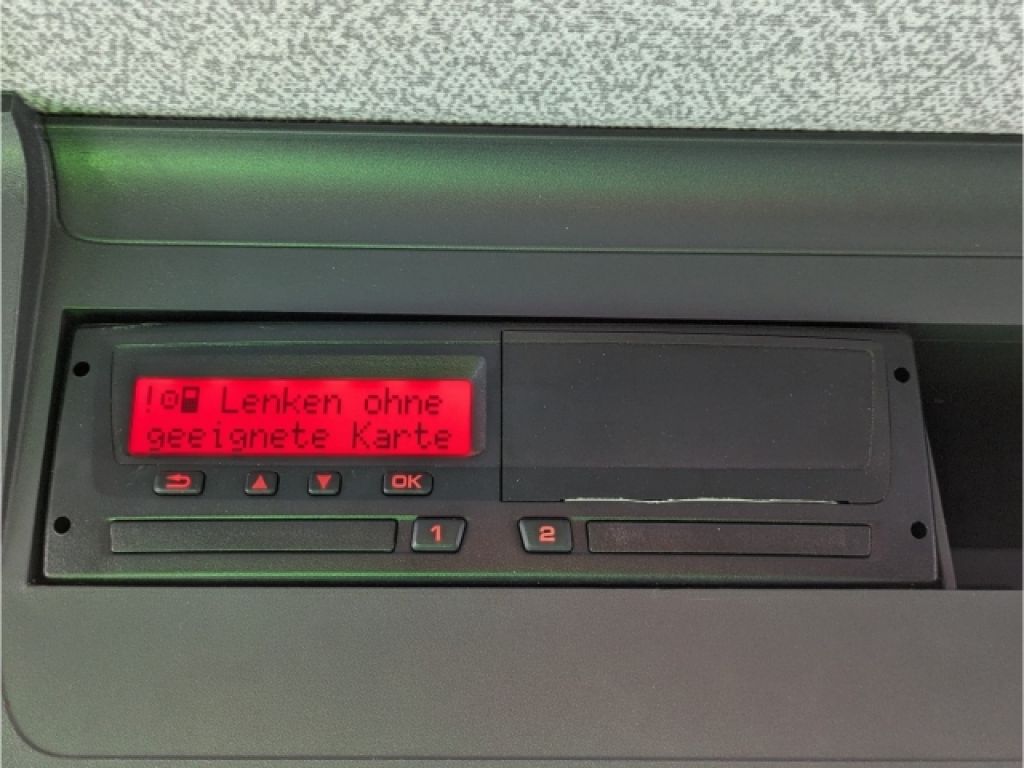 ! Lenken ohne
geeignete Karte
OK
1 2